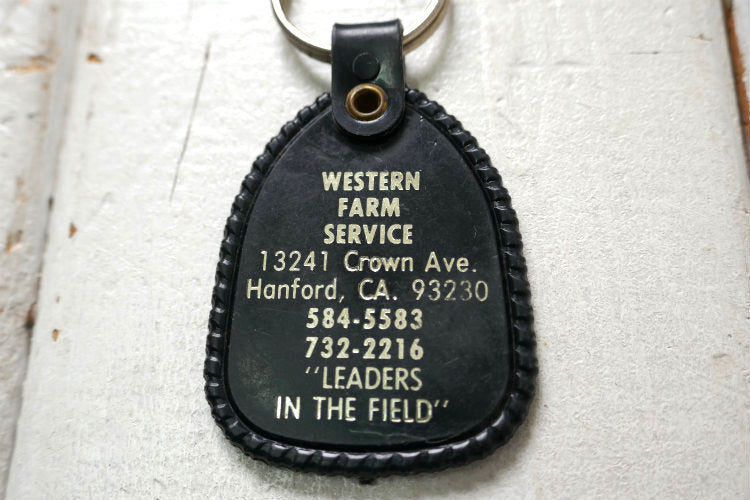 WESTERN
FARM
SERVICE
13241 Crown Ave.
Hanford, CA. 93230
584-5583
732-2216
"LEADERS
IN THE FIELD"